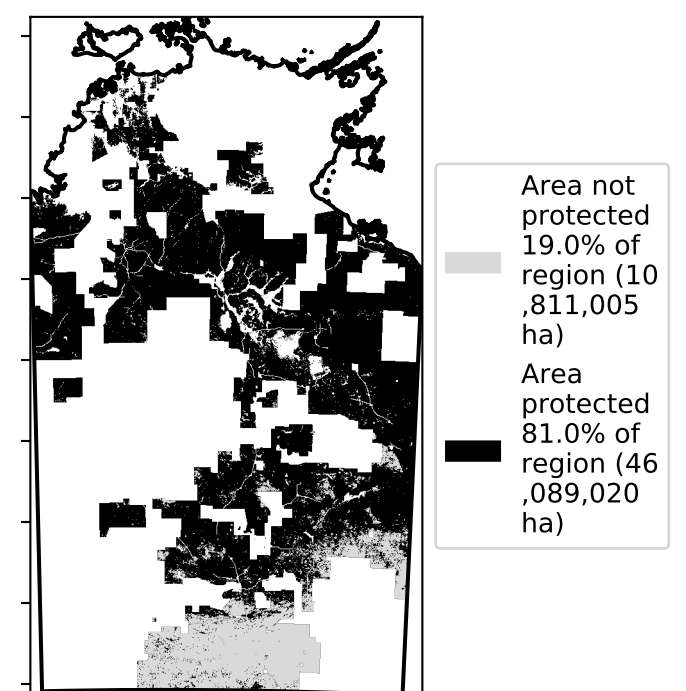 Area not
protected
19.0% of
region (10
,811,005
ha)
Area
protected
81.0% of
region (46
,089,020
ha)